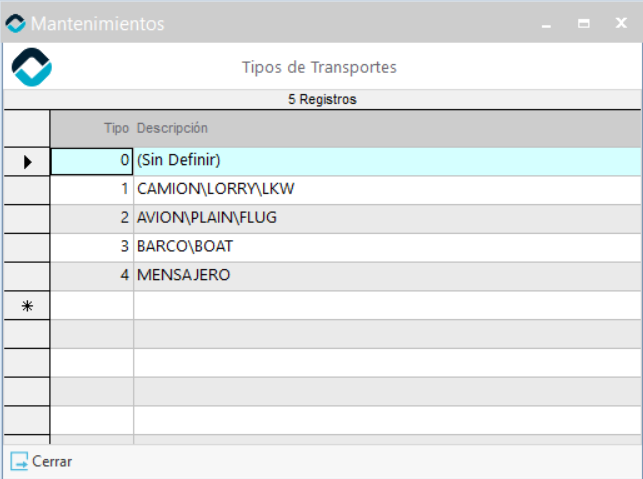 Mantenimientos
Tipos de Transportes
5 Registros
Tipo Descripción
0 (Sin Definir)
1 CAMION\LORRY\LKW
2 AVION\PLAIN\FLUG
3 BARCO\BOAT
4 MENSAJERO
Cerrar